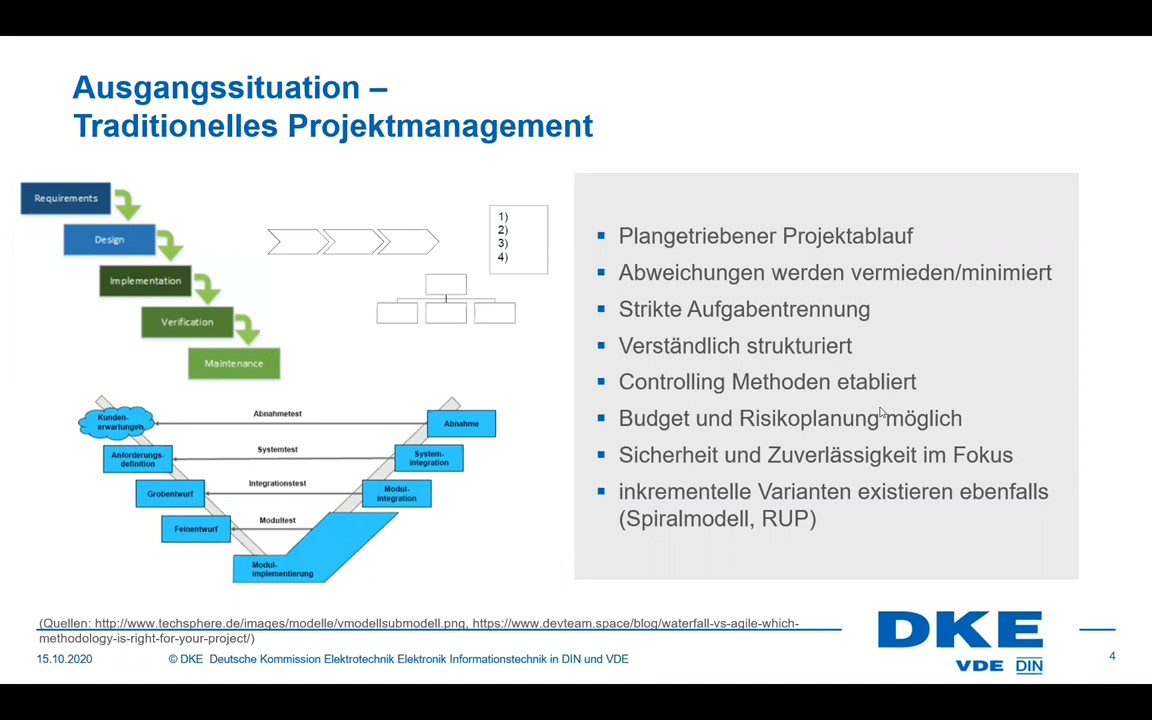 Ausgangssituation –
Traditionelles Projektmanagement
Requirements
Design
Implementation
Verification
Maintenance
1)
2)
3)
4)
Kunden-
erwartungen
Abnahmetest
Abnahme
Anforderungs-
definition
Systemtest
System-
integration
Grobentwurf
Integrationstest
Modul-
integration
Feinentwurf
Modultest
Modul-
implementierung
▪ Plangetriebener Projektablauf
▪ Abweichungen werden vermieden/minimiert
▪ Strikte Aufgabentrennung
▪ Verständlich strukturiert
▪ Controlling Methoden etabliert
▪ Budget und Risikoplanung möglich
▪ Sicherheit und Zuverlässigkeit im Fokus
▪ inkrementelle Varianten existieren ebenfalls
(Spiralmodell, RUP)
(Quellen: http://www.techsphere.de/images/modelle/vmodellsubmodell.png, https://www.devteam.space/blog/waterfall-vs-agile-which-
methodology-is-right-for-your-project/)
15.10.2020
© DKE Deutsche Kommission Elektrotechnik Elektronik Informationstechnik in DIN und VDE
DKE
VDE DIN
4